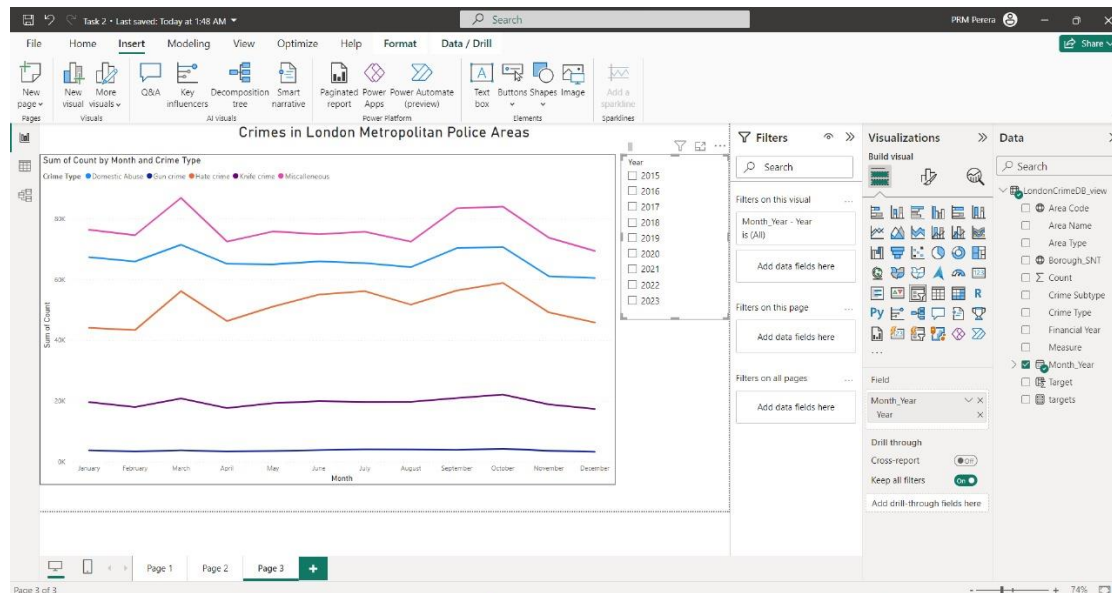 Task 2 • Last saved: Today at 1:48 AM
Search
PRM Perera
File Home Insert Modeling View Optimize Help Format Data / Drill
Share
New page
New visual
More visuals
Q&A
Key influencers
Decomposition tree
Smart narrative
Paginated report
Power Apps
Power Automate (preview)
Text box
Buttons
Shapes
Image
Add a sparkline
Pages
Visuals
AI visuals
Power Platform
Elements
Sparklines
Crimes in London Metropolitan Police Areas
Sum of Count by Month and Crime Type
Crime Type Domestic Abuse Gun crime Hate crime Knife crime Miscalleneous
80K
60K
40K
20K
0K
Sum of Count
January February March April May June July August September October November December
Month
Year
2015
2016
2017
2018
2019
2020
2021
2022
2023
Filters
Search
Filters on this visual
Month_Year - Year
is (All)
Add data fields here
Filters on this page
Add data fields here
Filters on all pages
Add data fields here
Visualizations
Build visual
123
R
Py
Field
Month_Year
Year
Drill through
Cross-report
Off
Keep all filters
On
Add drill-through fields here
Data
Search
LondonCrimeDB_view
Area Code
Area Name
Area Type
Borough_SNT
Count
Crime Subtype
Crime Type
Financial Year
Measure
Month_Year
Target
targets
Page 1 Page 2 Page 3
Page 3 of 3
74%